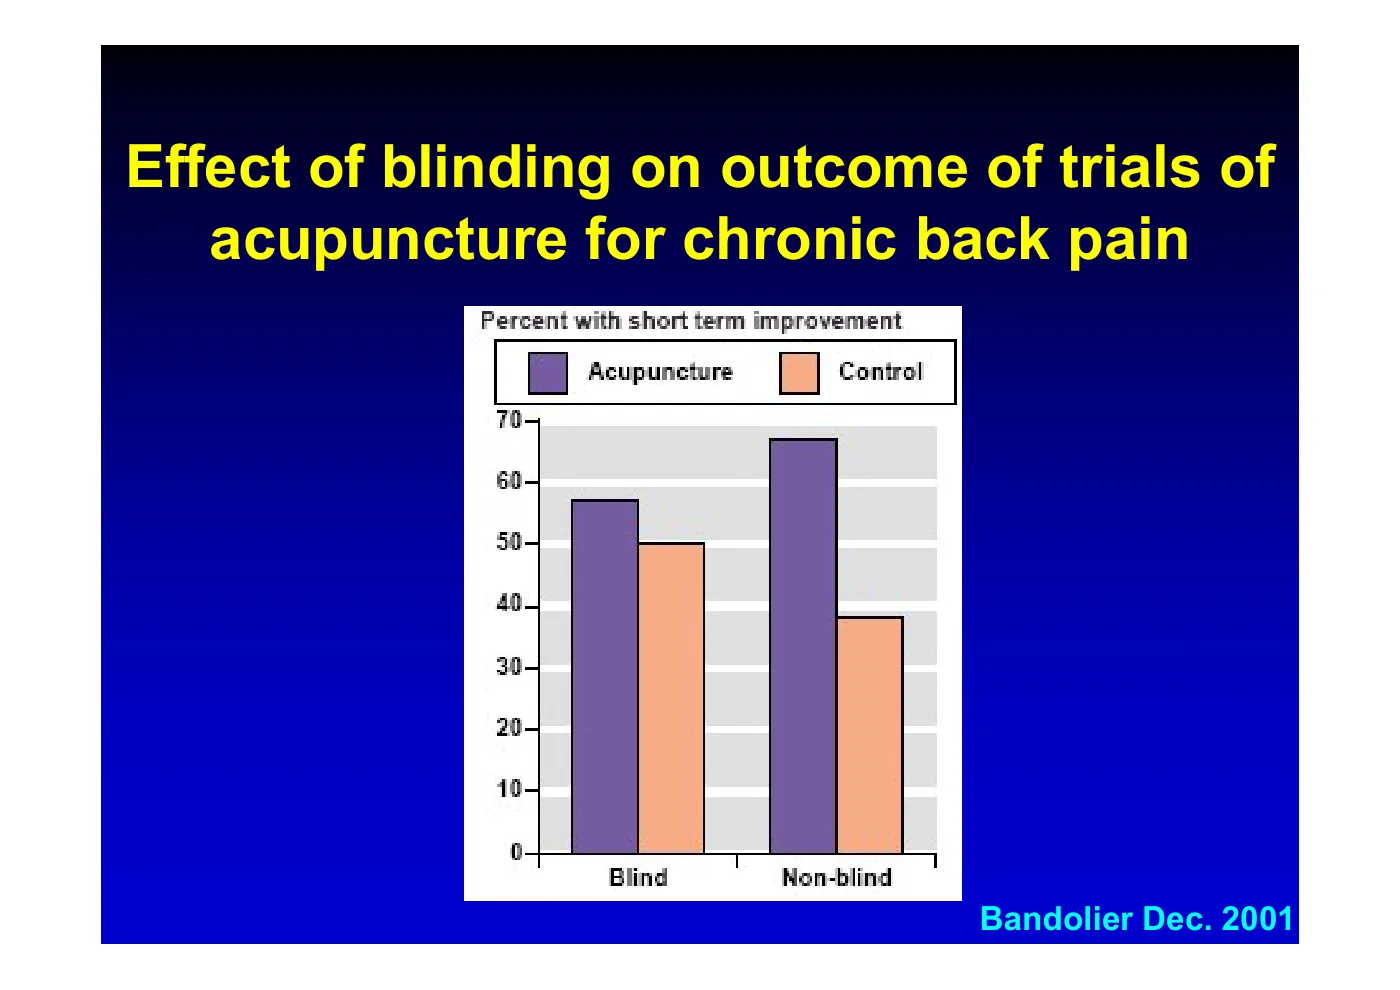 Effect of blinding on outcome of trials of
acupuncture for chronic back pain
Percent with short term improvement
Acupuncture Control
70
60
50
40
30
20
10
0
Blind Non-blind
Bandolier Dec. 2001